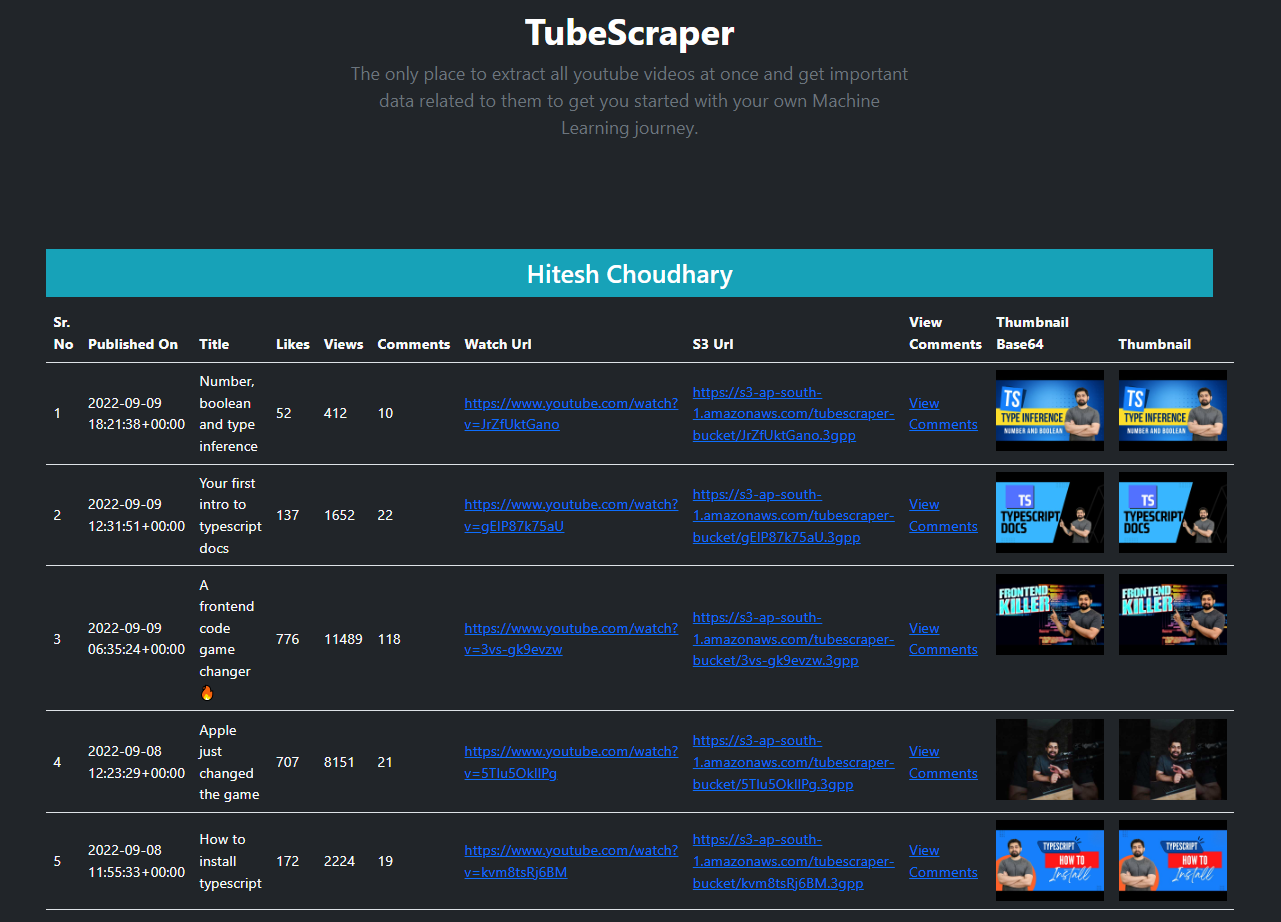 TubeScraper
The only place to extract all youtube videos at once and get important
data related to them to get you started with your own Machine
Learning journey.
Hitesh Choudhary
Sr. No Published On Title Likes Views Comments Watch Url S3 Url View Comments Thumbnail Base64 Thumbnail
1
2022-09-09
18:21:38+00:00
Number,
boolean
and type
inference
52
412
10
https://www.youtube.com/watch?
v=JrZfUktGano
https://s3-ap-south-
1.amazonaws.com/tubescraper-
bucket/JrZfUktGano.3gpp
View
Comments
TS
TYPE INFERENCE
NUMBER AND BOOLEAN
TS
TYPE INFERENCE
NUMBER AND BOOLEAN
2
2022-09-09
12:31:51+00:00
Your first
intro to
typescript
docs
137
1652
22
https://www.youtube.com/watch?
v=gEIP87k75aU
https://s3-ap-south-
1.amazonaws.com/tubescraper-
bucket/gEIP87k75aU.3gpp
View
Comments
TS
TYPESCRIPT
DOCS
TS
TYPESCRIPT
DOCS
3
2022-09-09
06:35:24+00:00
A
frontend
code
game
changer
🔥
776
11489
118
https://www.youtube.com/watch?
v=3vs-gk9evzw
https://s3-ap-south-
1.amazonaws.com/tubescraper-
bucket/3vs-gk9evzw.3gpp
View
Comments
FRONTEND
KILLER
FRONTEND
KILLER
4
2022-09-08
12:23:29+00:00
Apple
just
changed
the game
707
8151
21
https://www.youtube.com/watch?
v=5TIu5OkIIPg
https://s3-ap-south-
1.amazonaws.com/tubescraper-
bucket/5TIu5OkIIPg.3gpp
View
Comments
5
2022-09-08
11:55:33+00:00
How to
install
typescript
172
2224
19
https://www.youtube.com/watch?
v=kvm8tsRj6BM
https://s3-ap-south-
1.amazonaws.com/tubescraper-
bucket/kvm8tsRj6BM.3gpp
View
Comments
TYPESCRIPT
HOW TO
Install
TYPESCRIPT
HOW TO
Install